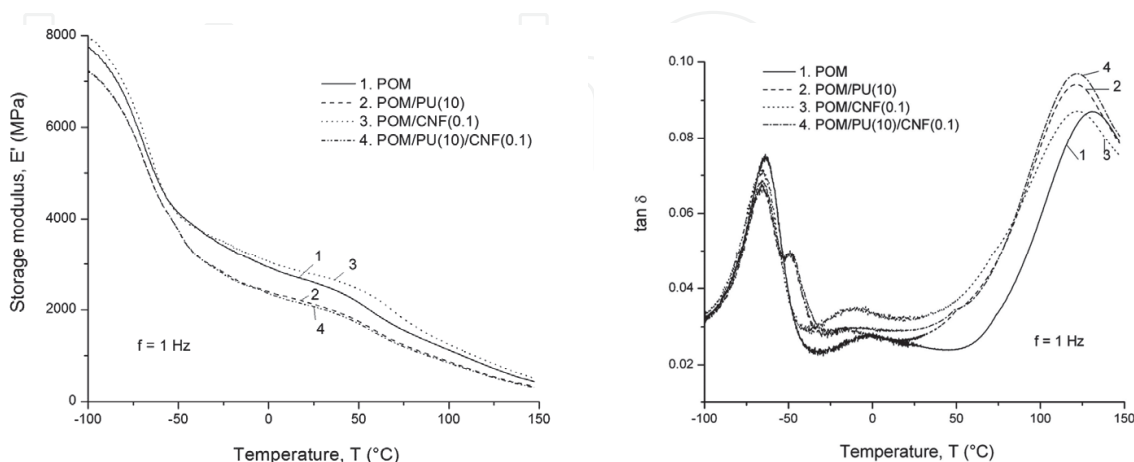 8000
6000
4000
2000
0
Storage modulus, E' (MPa)
1. POM
2. POM/PU(10)
3. POM/CNF(0.1)
4. POM/PU(10)/CNF(0.1)
1
3
2
4
f = 1 Hz
-100
-50
0
50
100
150
Temperature, T (°C)
0.10
0.08
0.06
0.04
0.02
tan δ
1. POM
2. POM/PU(10)
3. POM/CNF(0.1)
4. POM/PU(10)/CNF(0.1)
4
2
1
3
f = 1 Hz
-100
-50
0
50
100
150
Temperature, T (°C)